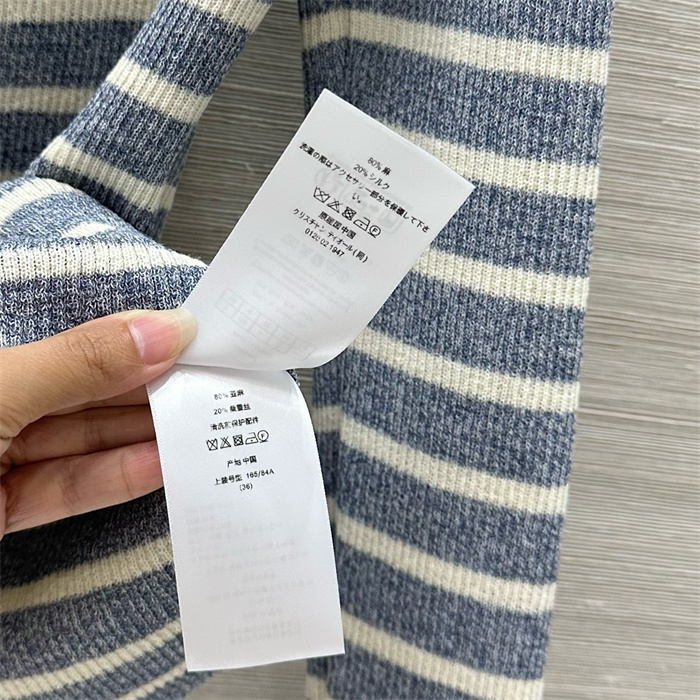 80% 麻
20% シルク
洗濯の際はアクセサリー部分を保護して下さ
い。
原産国 中国
クリスチャン ディオール(同)
0120 02 1947
80% 亚麻
20% 桑蚕丝
清洗前保护配件
产地 中国
上装号型 165/84A
(36)